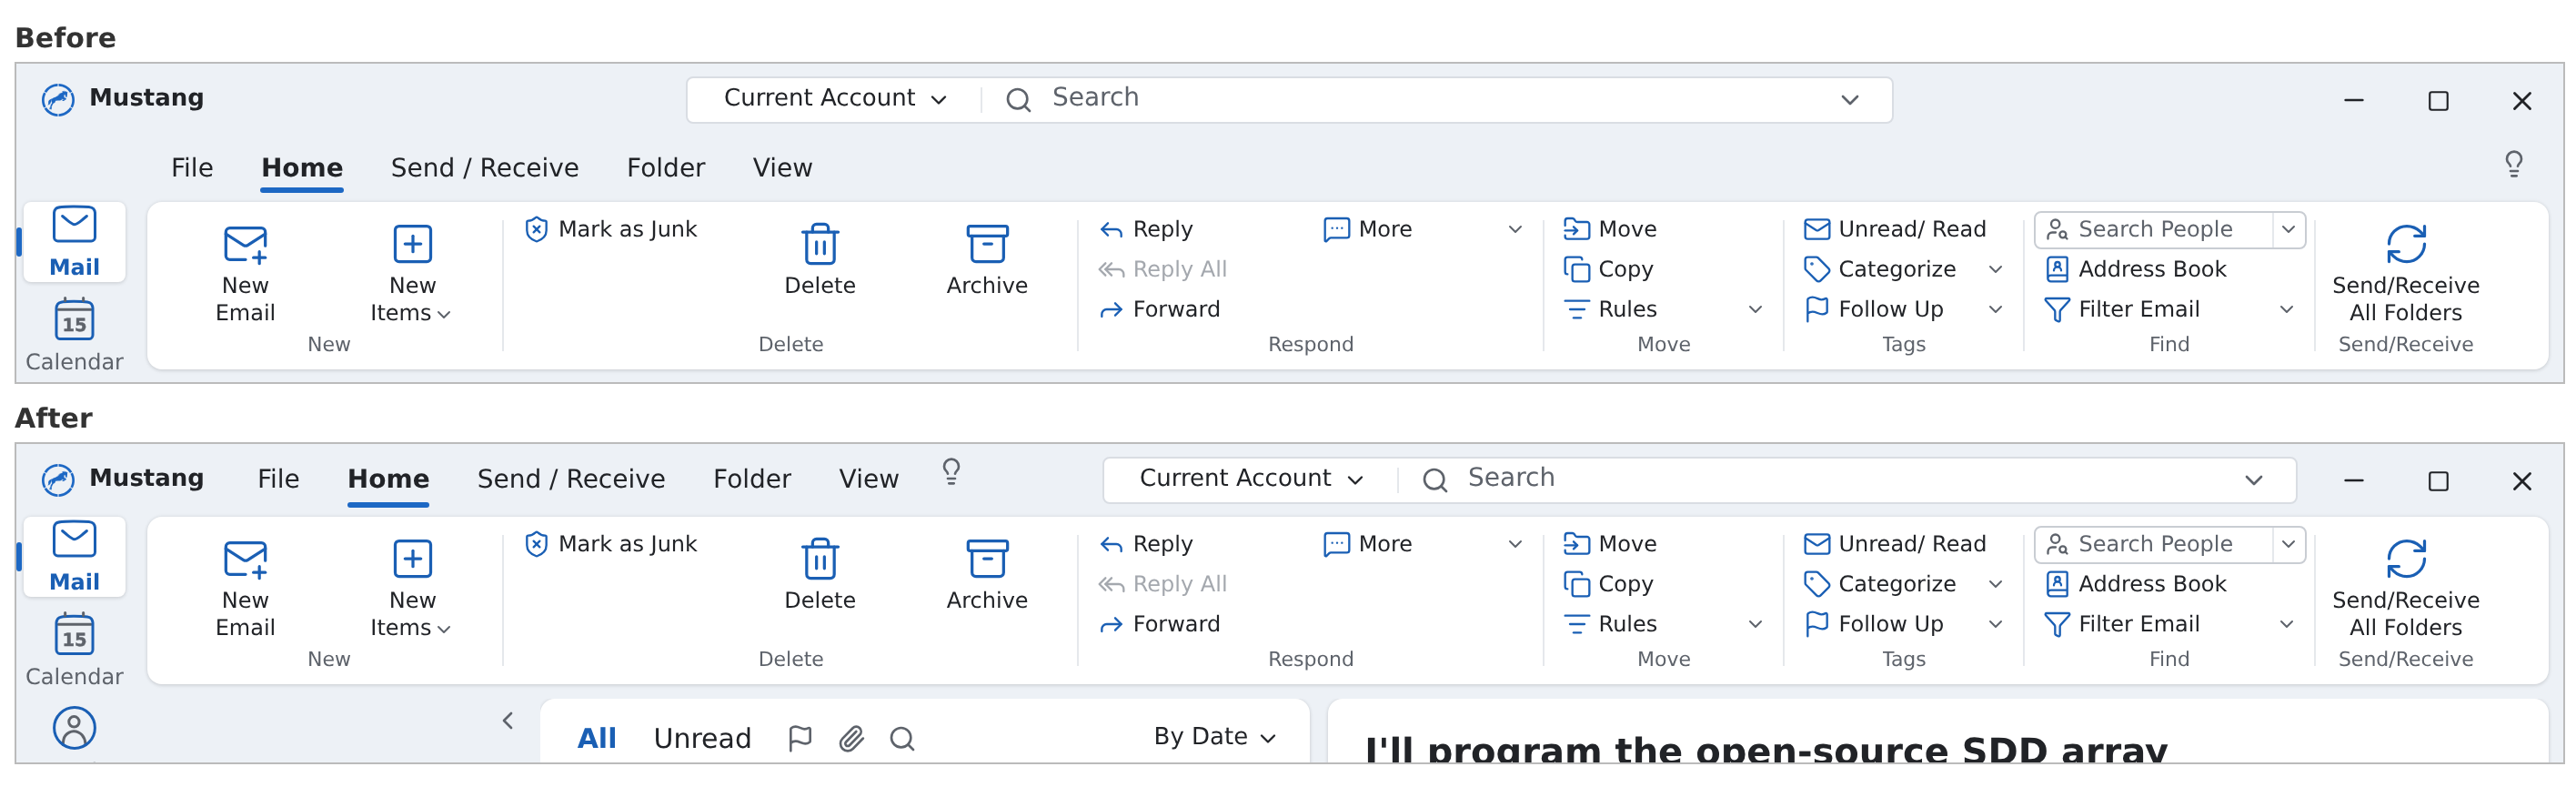 Before
Mustang Current Account Search
File Home Send / Receive Folder View
Mail
15
Calendar
New Email
New Items
New
Mark as Junk
Delete
Archive
Delete
Reply
Reply All
Forward
More
Respond
Move
Copy
Rules
Move
Unread/ Read
Categorize
Follow Up
Tags
Search People
Address Book
Filter Email
Find
Send/Receive
All Folders
Send/Receive
After
Mustang File Home Send / Receive Folder View Current Account Search
Mail
15
Calendar
New Email
New Items
New
Mark as Junk
Delete
Archive
Delete
Reply
Reply All
Forward
More
Respond
Move
Copy
Rules
Move
Unread/ Read
Categorize
Follow Up
Tags
Search People
Address Book
Filter Email
Find
Send/Receive
All Folders
Send/Receive
All Unread By Date
I'll program the open-source SDD array